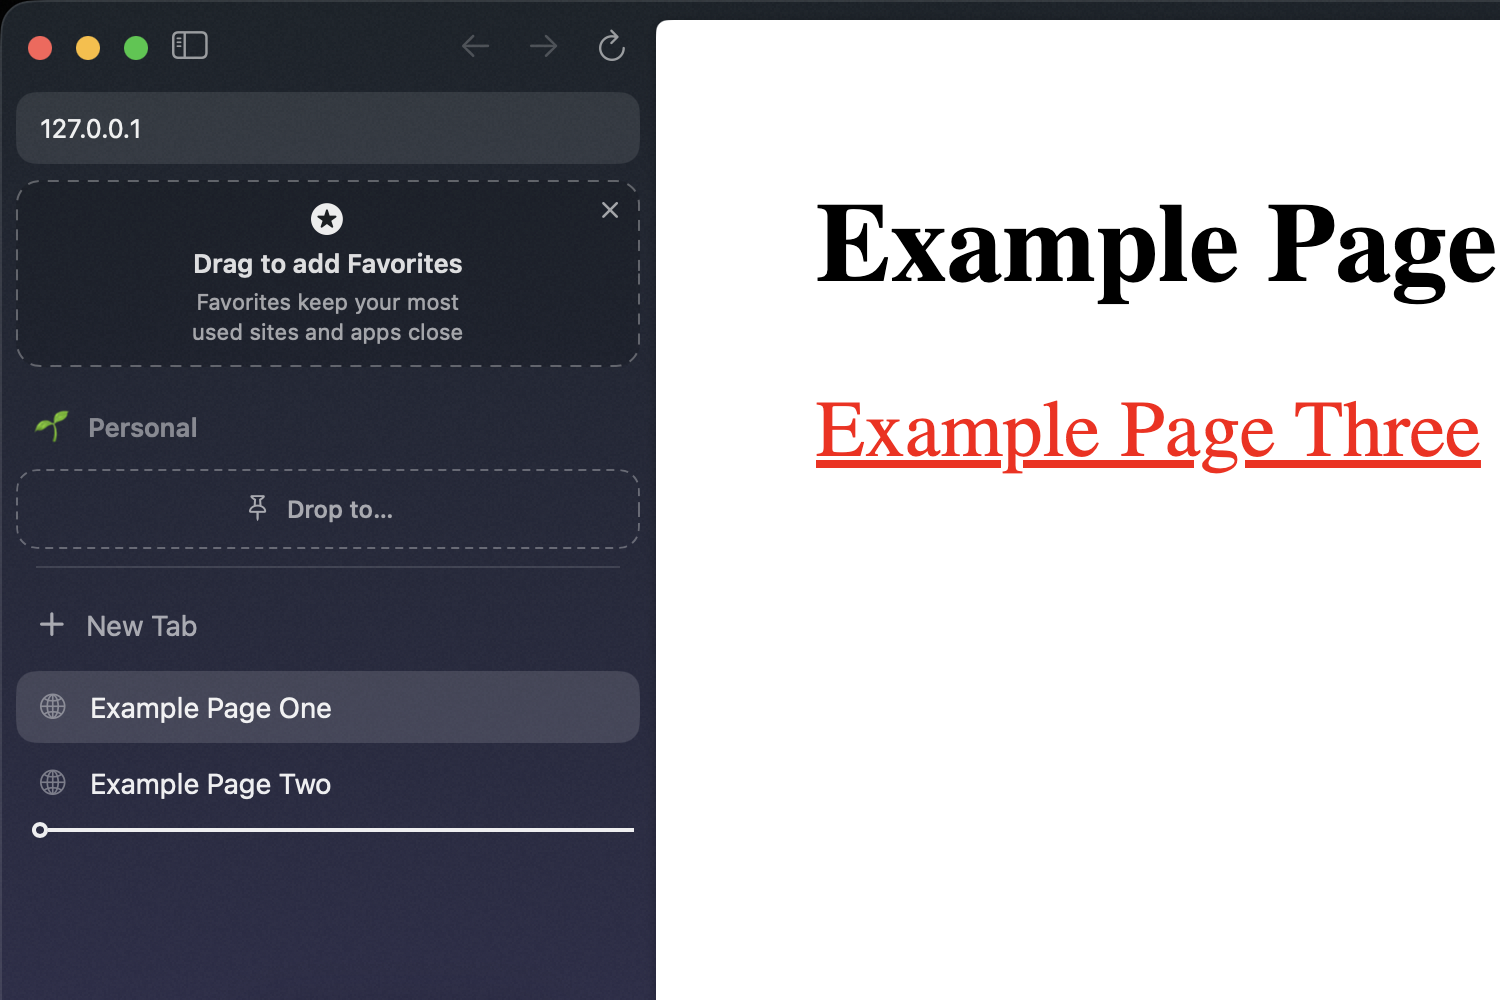 127.0.0.1
Drag to add Favorites
Favorites keep your most
used sites and apps close
Personal
Drop to...
New Tab
Example Page One
Example Page Two
Example Page
Example Page Three